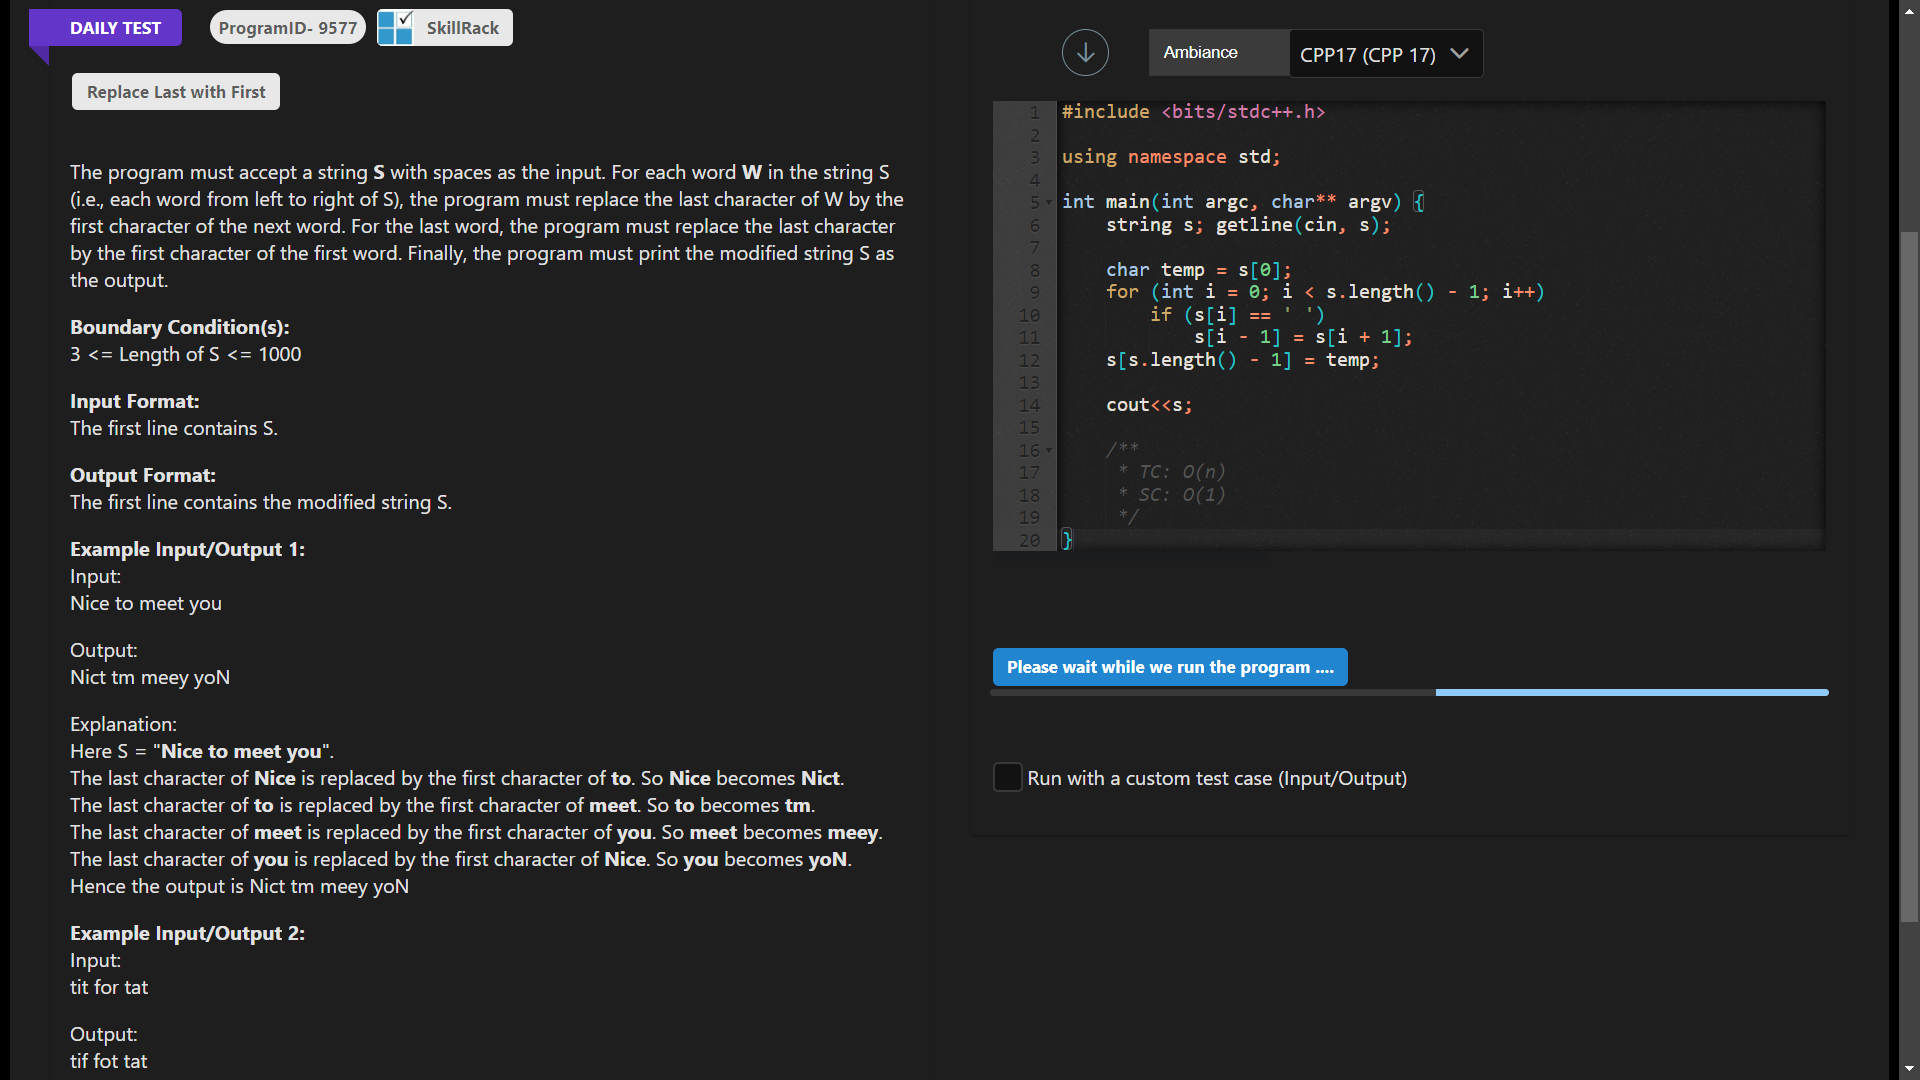 DAILY TEST
ProgramID- 9577
SkillRack
Replace Last with First
The program must accept a string S with spaces as the input. For each word W in the string S
(i.e., each word from left to right of S), the program must replace the last character of W by the
first character of the next word. For the last word, the program must replace the last character
by the first character of the first word. Finally, the program must print the modified string S as
the output.
Boundary Condition(s):
3 <= Length of S <= 1000
Input Format:
The first line contains S.
Output Format:
The first line contains the modified string S.
Example Input/Output 1:
Input:
Nice to meet you
Output:
Nict tm meey yoN
Explanation:
Here S = "Nice to meet you".
The last character of Nice is replaced by the first character of to. So Nice becomes Nict.
The last character of to is replaced by the first character of meet. So to becomes tm.
The last character of meet is replaced by the first character of you. So meet becomes meey.
The last character of you is replaced by the first character of Nice. So you becomes yoN.
Hence the output is Nict tm meey yoN
Example Input/Output 2:
Input:
tit for tat
Output:
tif fot tat
Ambiance
CPP17 (CPP 17)
1 #include <bits/stdc++.h>
2
3 using namespace std;
4
5 int main(int argc, char** argv) {
6     string s; getline(cin, s);
7
8     char temp = s[0];
9     for (int i = 0; i < s.length() - 1; i++)
10         if (s[i] == ' ')
11             s[i - 1] = s[i + 1];
12     s[s.length() - 1] = temp;
13
14     cout<<s;
15
16     /**
17      * TC: O(n)
18      * SC: O(1)
19      */
20 }
Please wait while we run the program ....
Run with a custom test case (Input/Output)